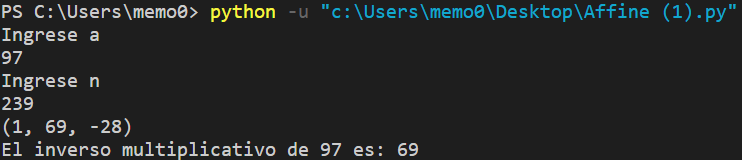 PS C:\Users\memo0> python -u "c:\Users\memo0\Desktop\Affine (1).py"
Ingrese a
97
Ingrese n
239
(1, 69, -28)
El inverso multiplicativo de 97 es: 69